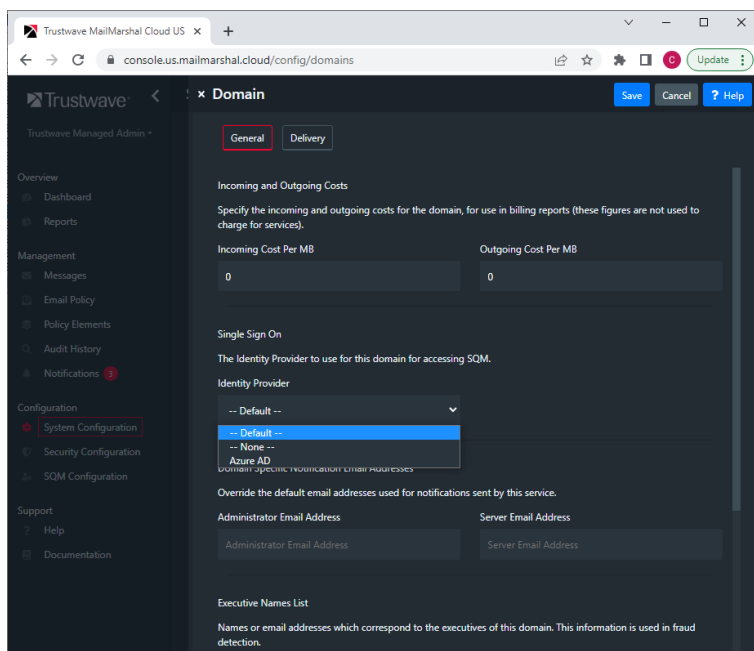 Trustwave MailMarshal Cloud US
console.us.mailmarshal.cloud/config/domains
C
Update
Trustwave
Trustwave Managed Admin
Overview
Dashboard
Reports
Management
Messages
Email Policy
Policy Elements
Audit History
Notifications 3
Configuration
System Configuration
Security Configuration
SQM Configuration
Support
? Help
Documentation
× Domain
Save
Cancel
? Help
General
Delivery
Incoming and Outgoing Costs
Specify the incoming and outgoing costs for the domain, for use in billing reports (these figures are not used to
charge for services).
Incoming Cost Per MB
Outgoing Cost Per MB
0
0
Single Sign On
The Identity Provider to use for this domain for accessing SQM.
Identity Provider
-- Default --
-- Default --
-- None --
Azure AD
Domain Specific Notification Email Addresses
Override the default email addresses used for notifications sent by this service.
Administrator Email Address
Server Email Address
Administrator Email Address
Server Email Address
Executive Names List
Names or email addresses which correspond to the executives of this domain. This information is used in fraud
detection.